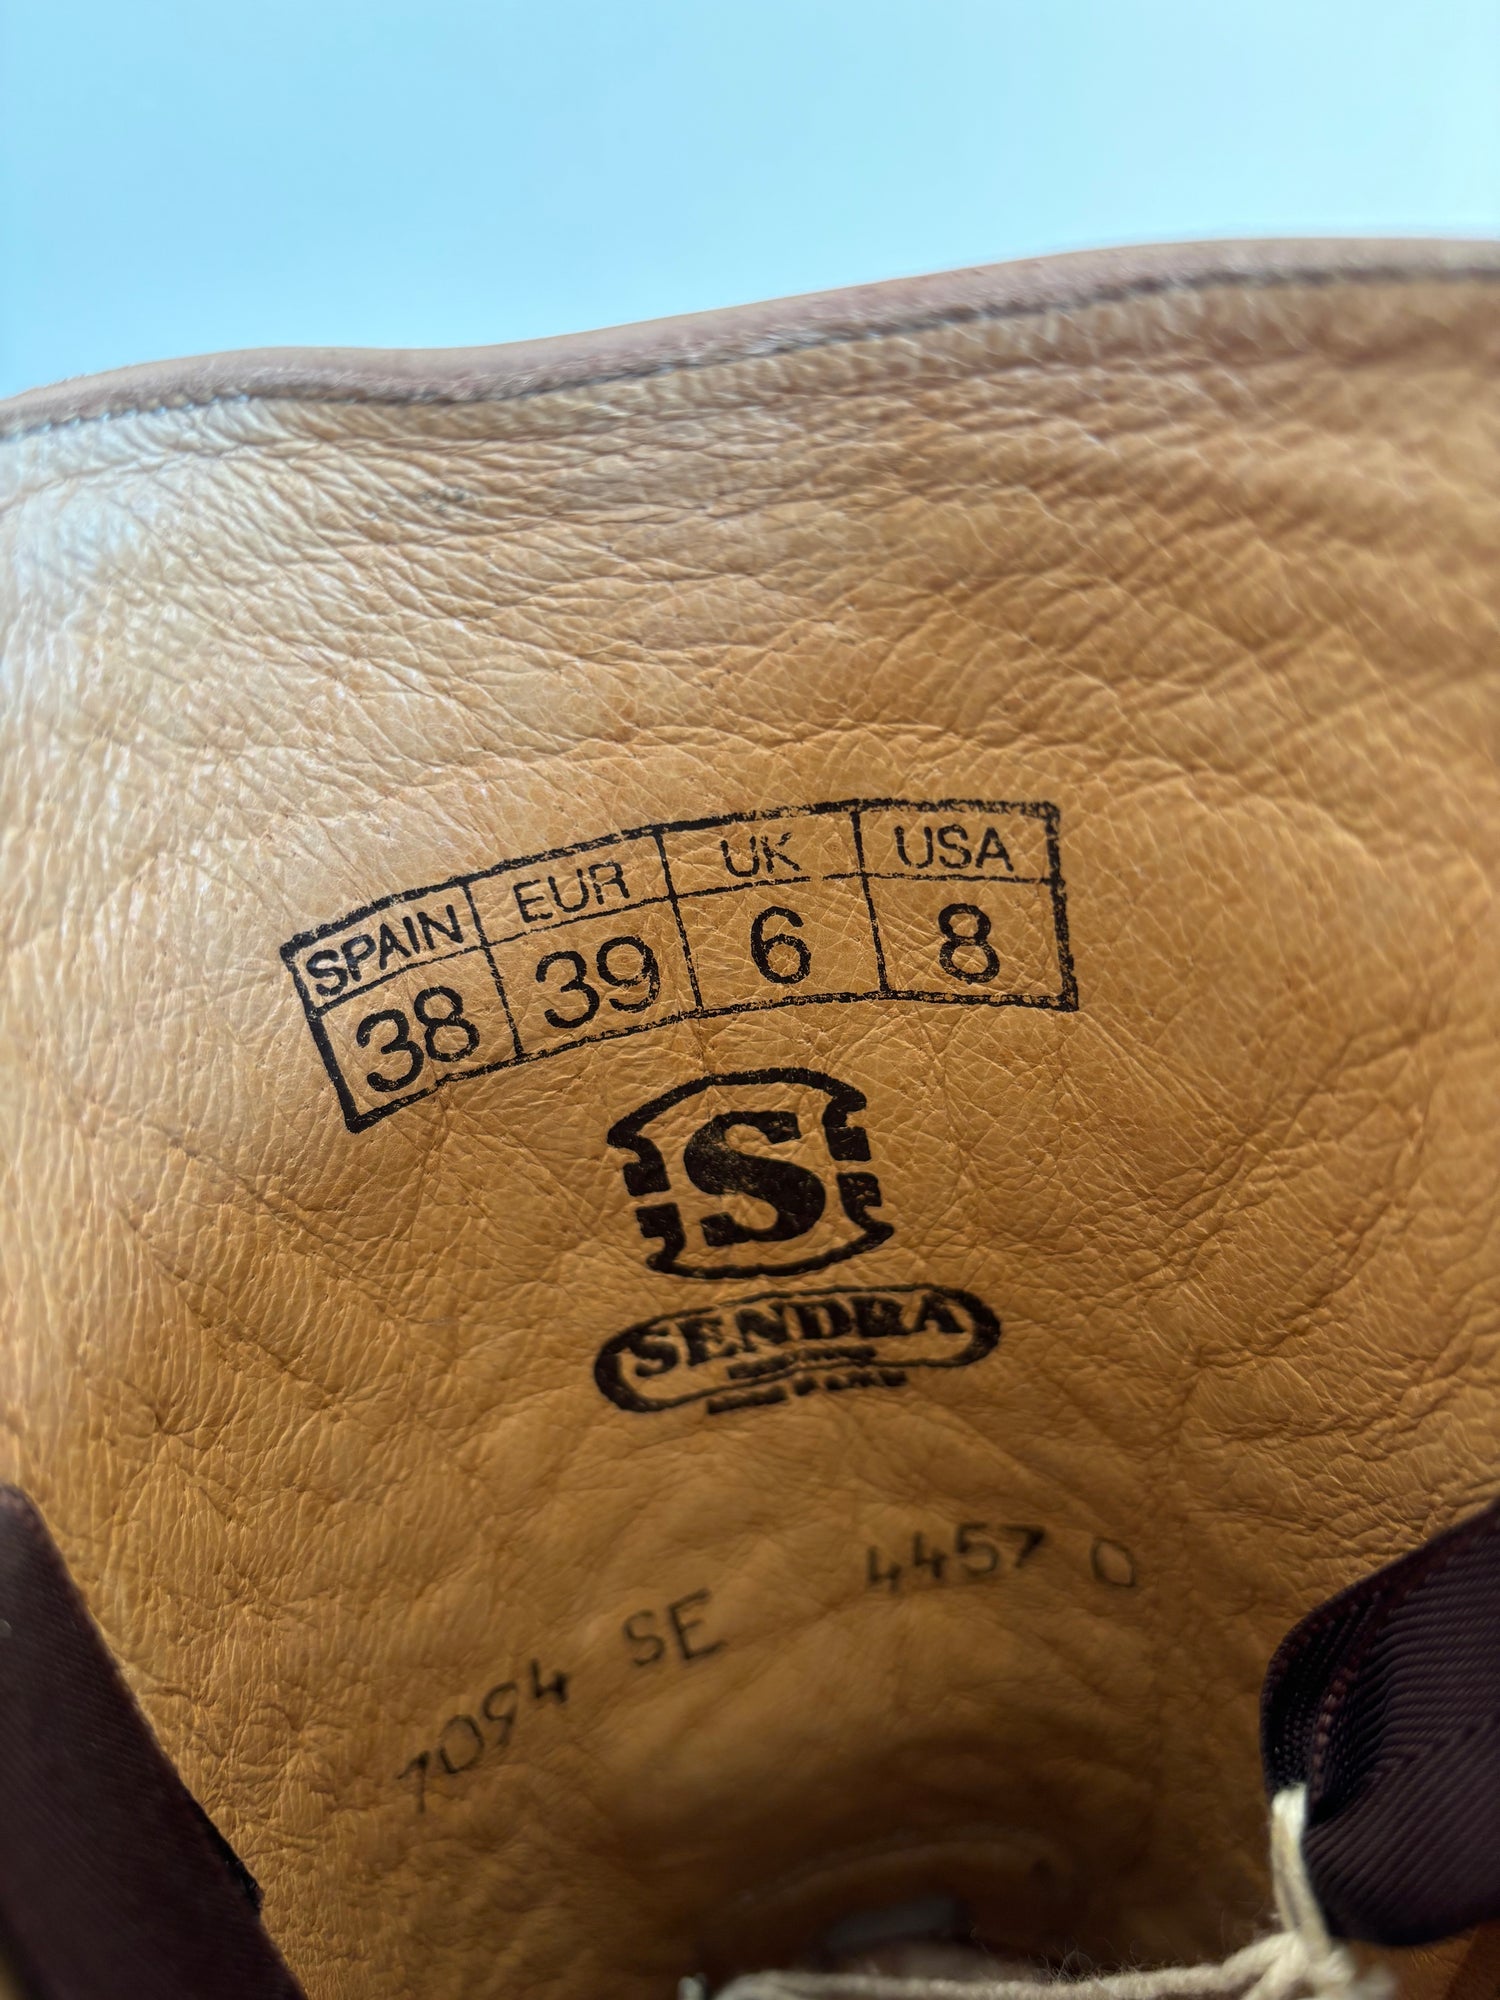 SPAIN EUR UK USA
38 39 6 8
S
SENDRA
7094 SE 4457 0